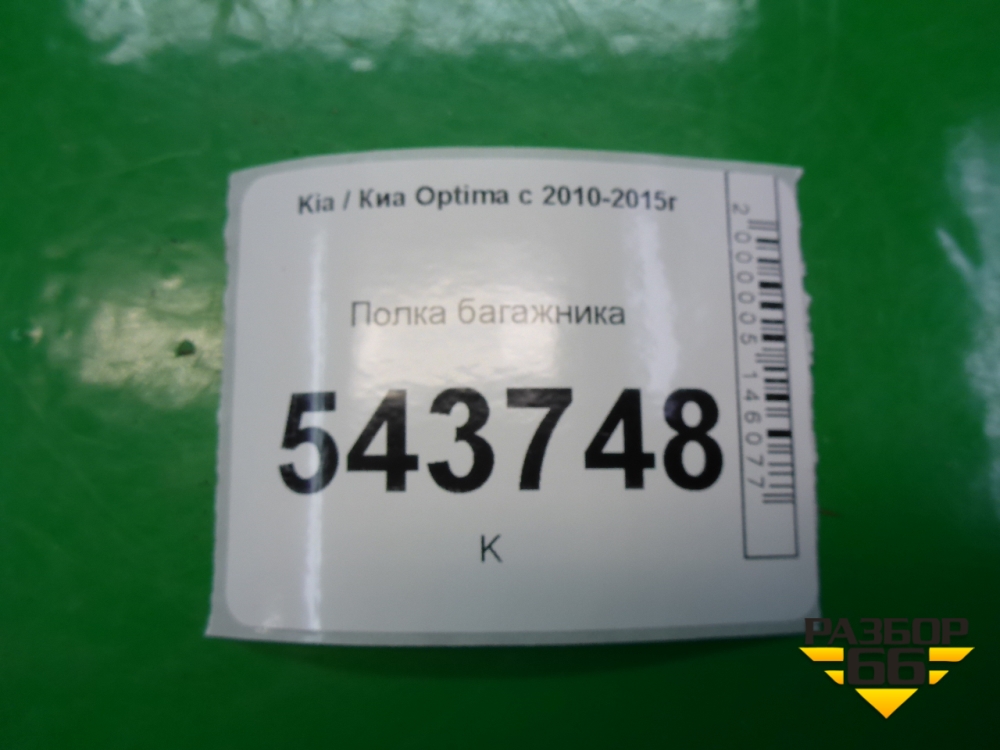 Kia / Киа Optima с 2010-2015г
Полка багажника
543748
К
2000005146077
РАЗБОР
66